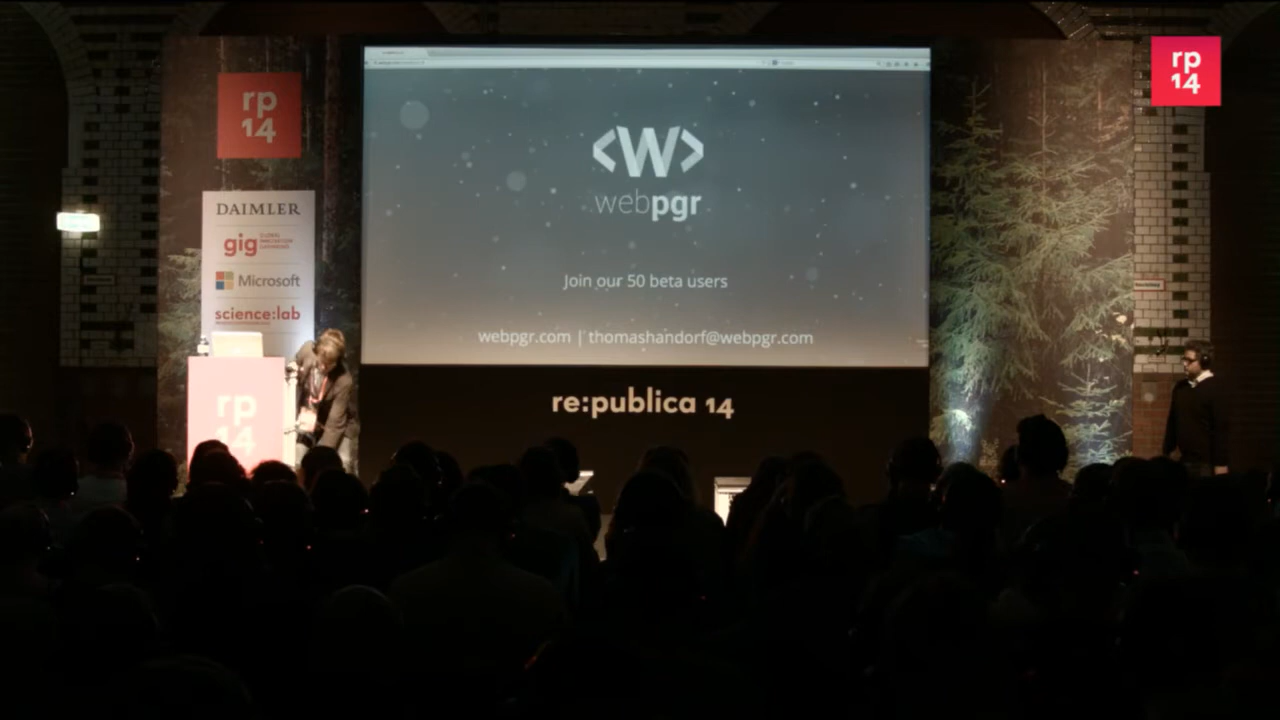 rp
14
rp
14
DAIMLER
gig
Microsoft
science:lab
<W>
webpgr
Join our 50 beta users
webpgr.com | thomashandorf@webpgr.com
re:publica 14
rp
14